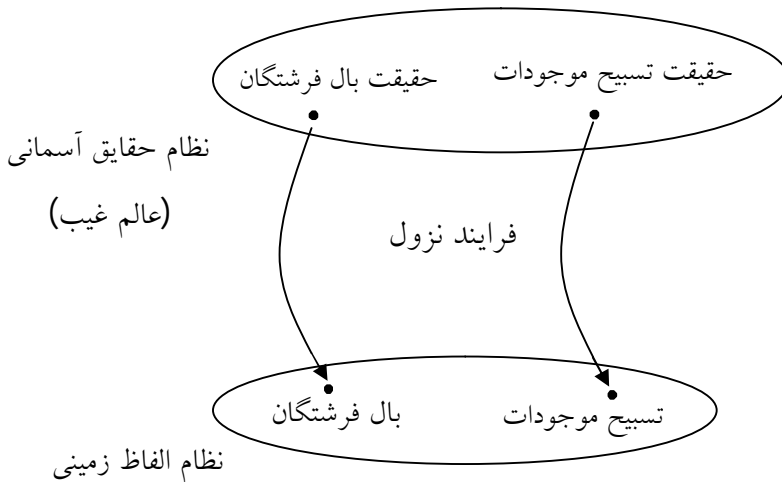 حقیقت تسبیح موجودات
حقیقت بال فرشتگان
نظام حقایق آسمانی
(عالم غیب)
فرایند نزول
تسبیح موجودات
بال فرشتگان
نظام الفاظ زمینی